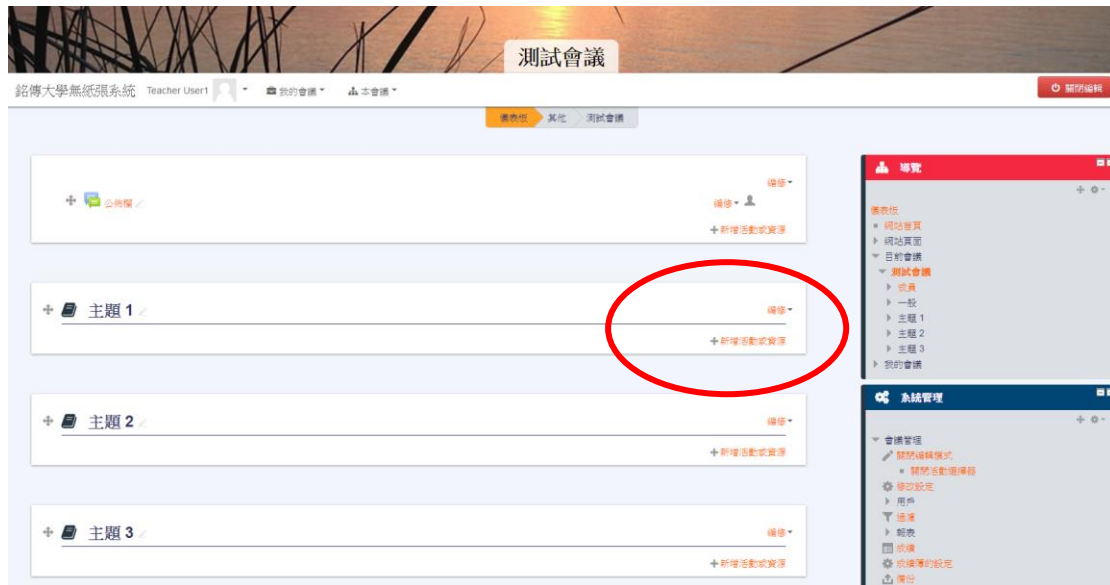 測試會議
銘傳大學無紙張系統 Teacher User1 我的會議 本會議 關閉編輯
儀表板 其他 測試會議
編修
公佈欄 編修
+新增活動或資源
主題 1 編修
+新增活動或資源
主題 2 編修
+新增活動或資源
主題 3 編修
+新增活動或資源
導覽
儀表板
網站首頁
網站頁面
目前會議
測試會議
成員
一般
主題 1
主題 2
主題 3
我的會議
系統管理
會議管理
關閉編輯模式
關閉活動選擇器
修改設定
用戶
過濾
報表
成績
成績簿的設定
備份